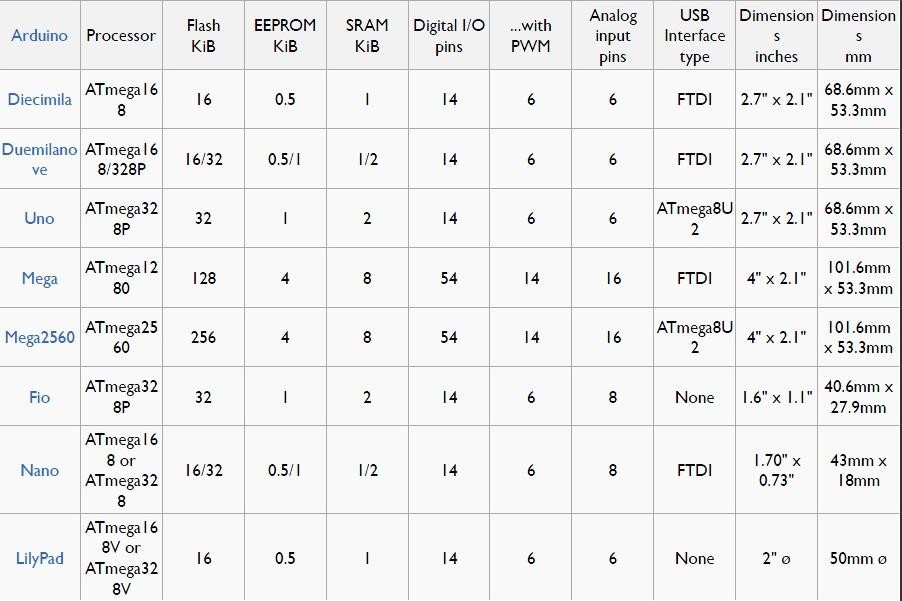 Arduino Processor Flash KiB EEPROM KiB SRAM KiB Digital I/O pins ...with PWM Analog input pins USB Interface type Dimensions inches Dimensions mm
Diecimila ATmega168 16 0.5 1 14 6 6 FTDI 2.7" x 2.1" 68.6mm x 53.3mm
Duemilanove ATmega168/328P 16/32 0.5/1 1/2 14 6 6 FTDI 2.7" x 2.1" 68.6mm x 53.3mm
Uno ATmega328P 32 1 2 14 6 6 ATmega8U2 2.7" x 2.1" 68.6mm x 53.3mm
Mega ATmega1280 128 4 8 54 14 16 FTDI 4" x 2.1" 101.6mm x 53.3mm
Mega2560 ATmega2560 256 4 8 54 14 16 ATmega8U2 4" x 2.1" 101.6mm x 53.3mm
Fio ATmega328P 32 1 2 14 6 8 None 1.6" x 1.1" 40.6mm x 27.9mm
Nano ATmega168 or ATmega328 16/32 0.5/1 1/2 14 6 8 FTDI 1.70" x 0.73" 43mm x 18mm
LilyPad ATmega168V or ATmega328V 16 0.5 1 14 6 6 None 2" ø 50mm ø